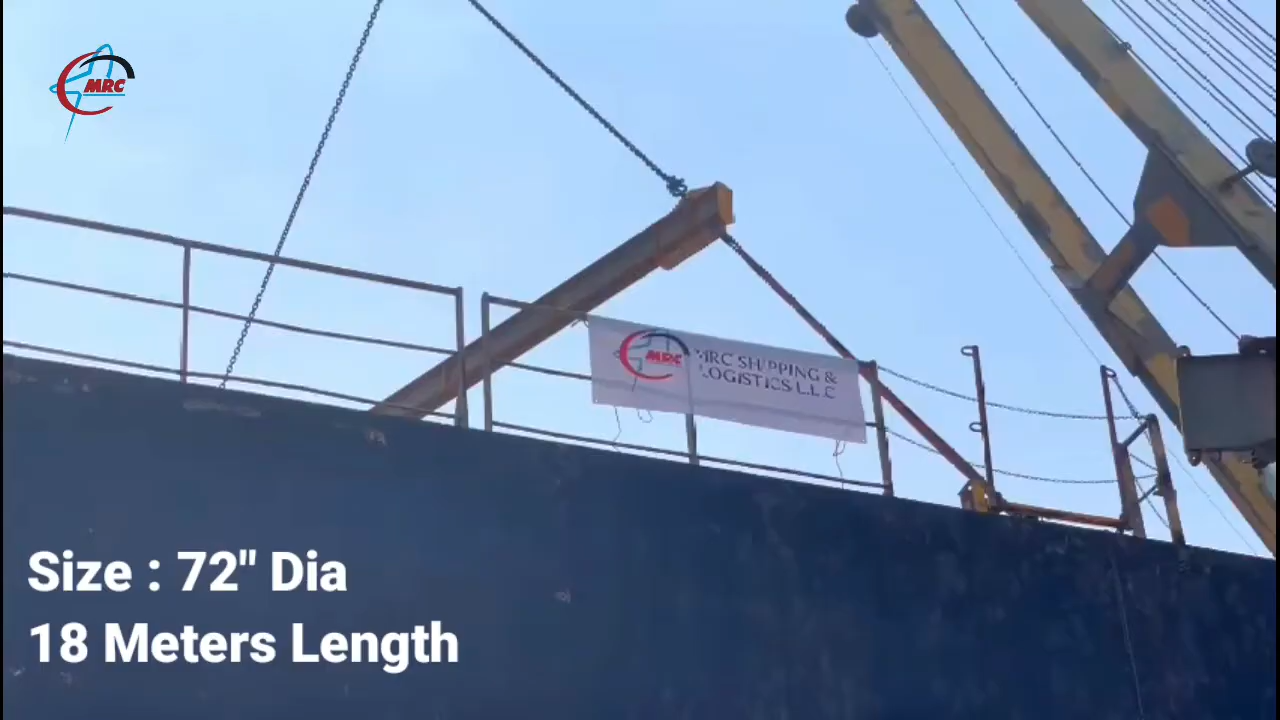 MRC
MRC
MRC SHIPPING &
LOGISTICS L.L.C
Size : 72" Dia
18 Meters Length